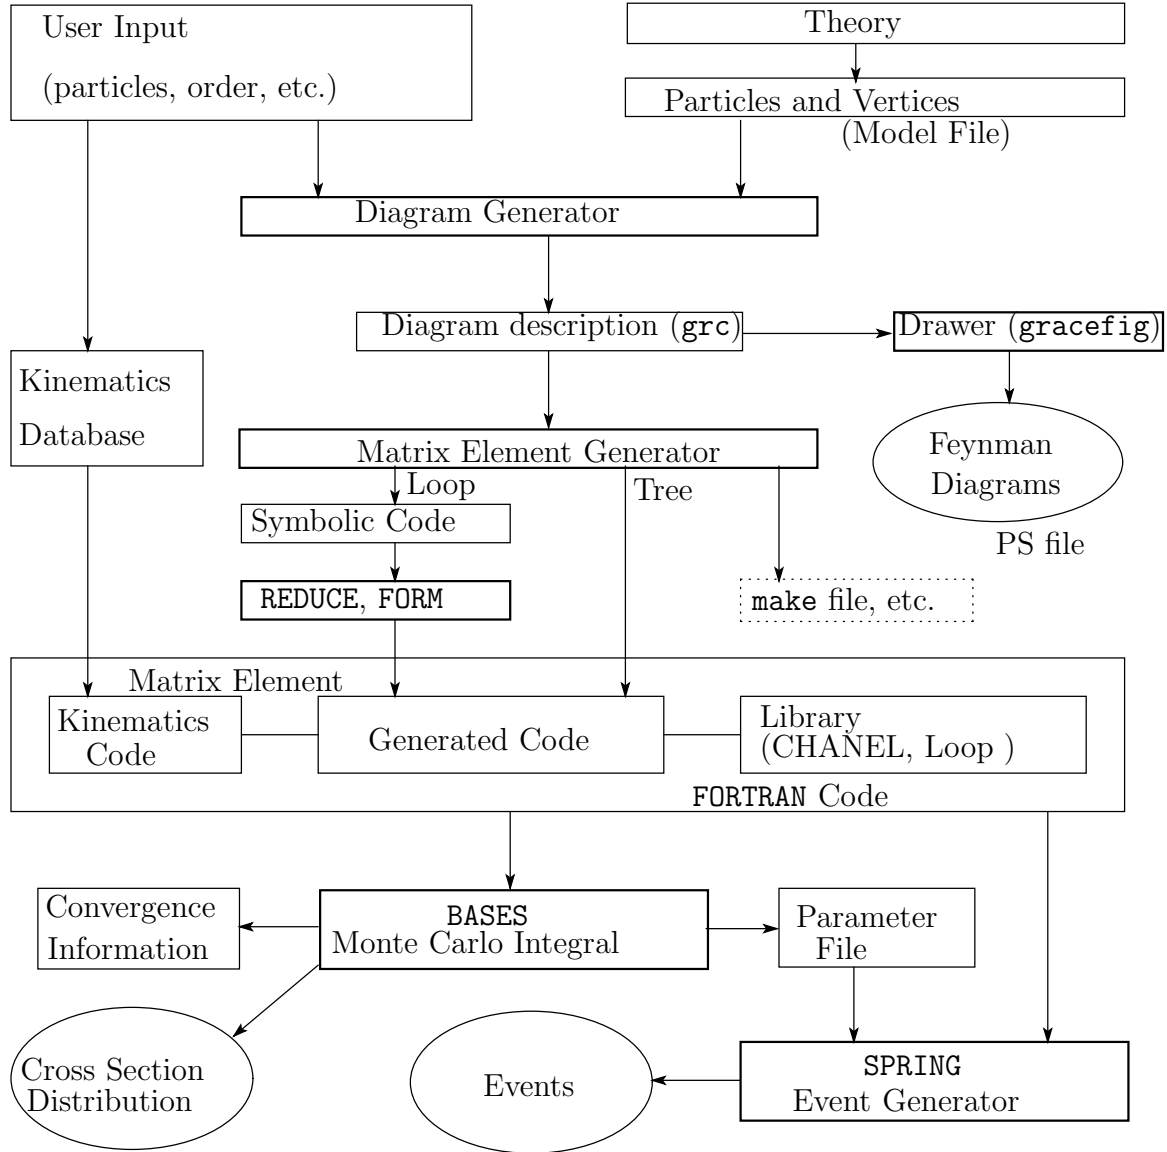 User Input
(particles, order, etc.)
Theory
Particles and Vertices
(Model File)
Diagram Generator
Diagram description (grc)
Drawer (gracefig)
Kinematics
Database
Feynman
Diagrams
PS file
Matrix Element Generator
Loop
Tree
Symbolic Code
REDUCE, FORM
make file, etc.
Matrix Element
Kinematics
Code
Generated Code
Library
(CHANEL, Loop )
FORTRAN Code
Convergence
Information
BASES
Monte Carlo Integral
Parameter
File
Cross Section
Distribution
Events
SPRING
Event Generator